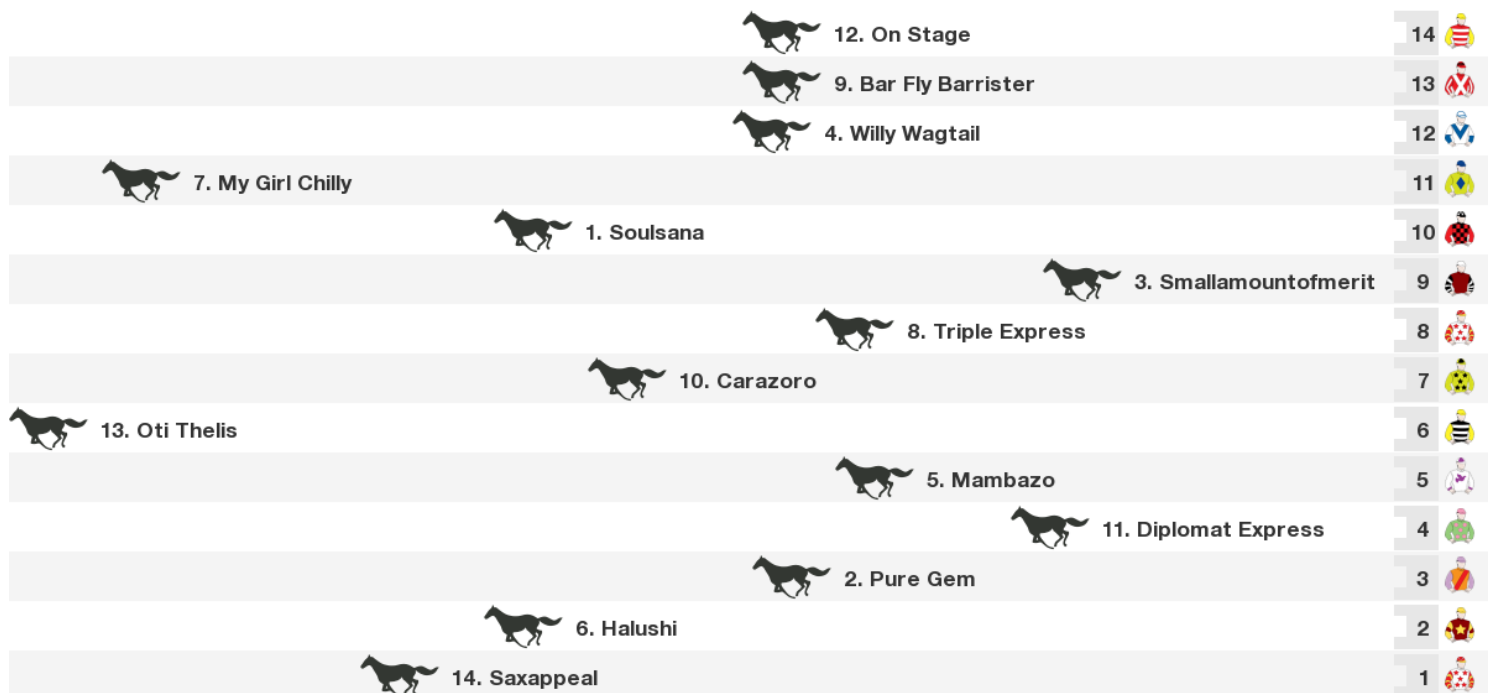 12. On Stage 14
9. Bar Fly Barrister 13
4. Willy Wagtail 12
7. My Girl Chilly 11
1. Soulsana 10
3. Smallamountofmerit 9
8. Triple Express 8
10. Carazoro 7
13. Oti Thelis 6
5. Mambazo 5
11. Diplomat Express 4
2. Pure Gem 3
6. Halushi 2
14. Saxappeal 1